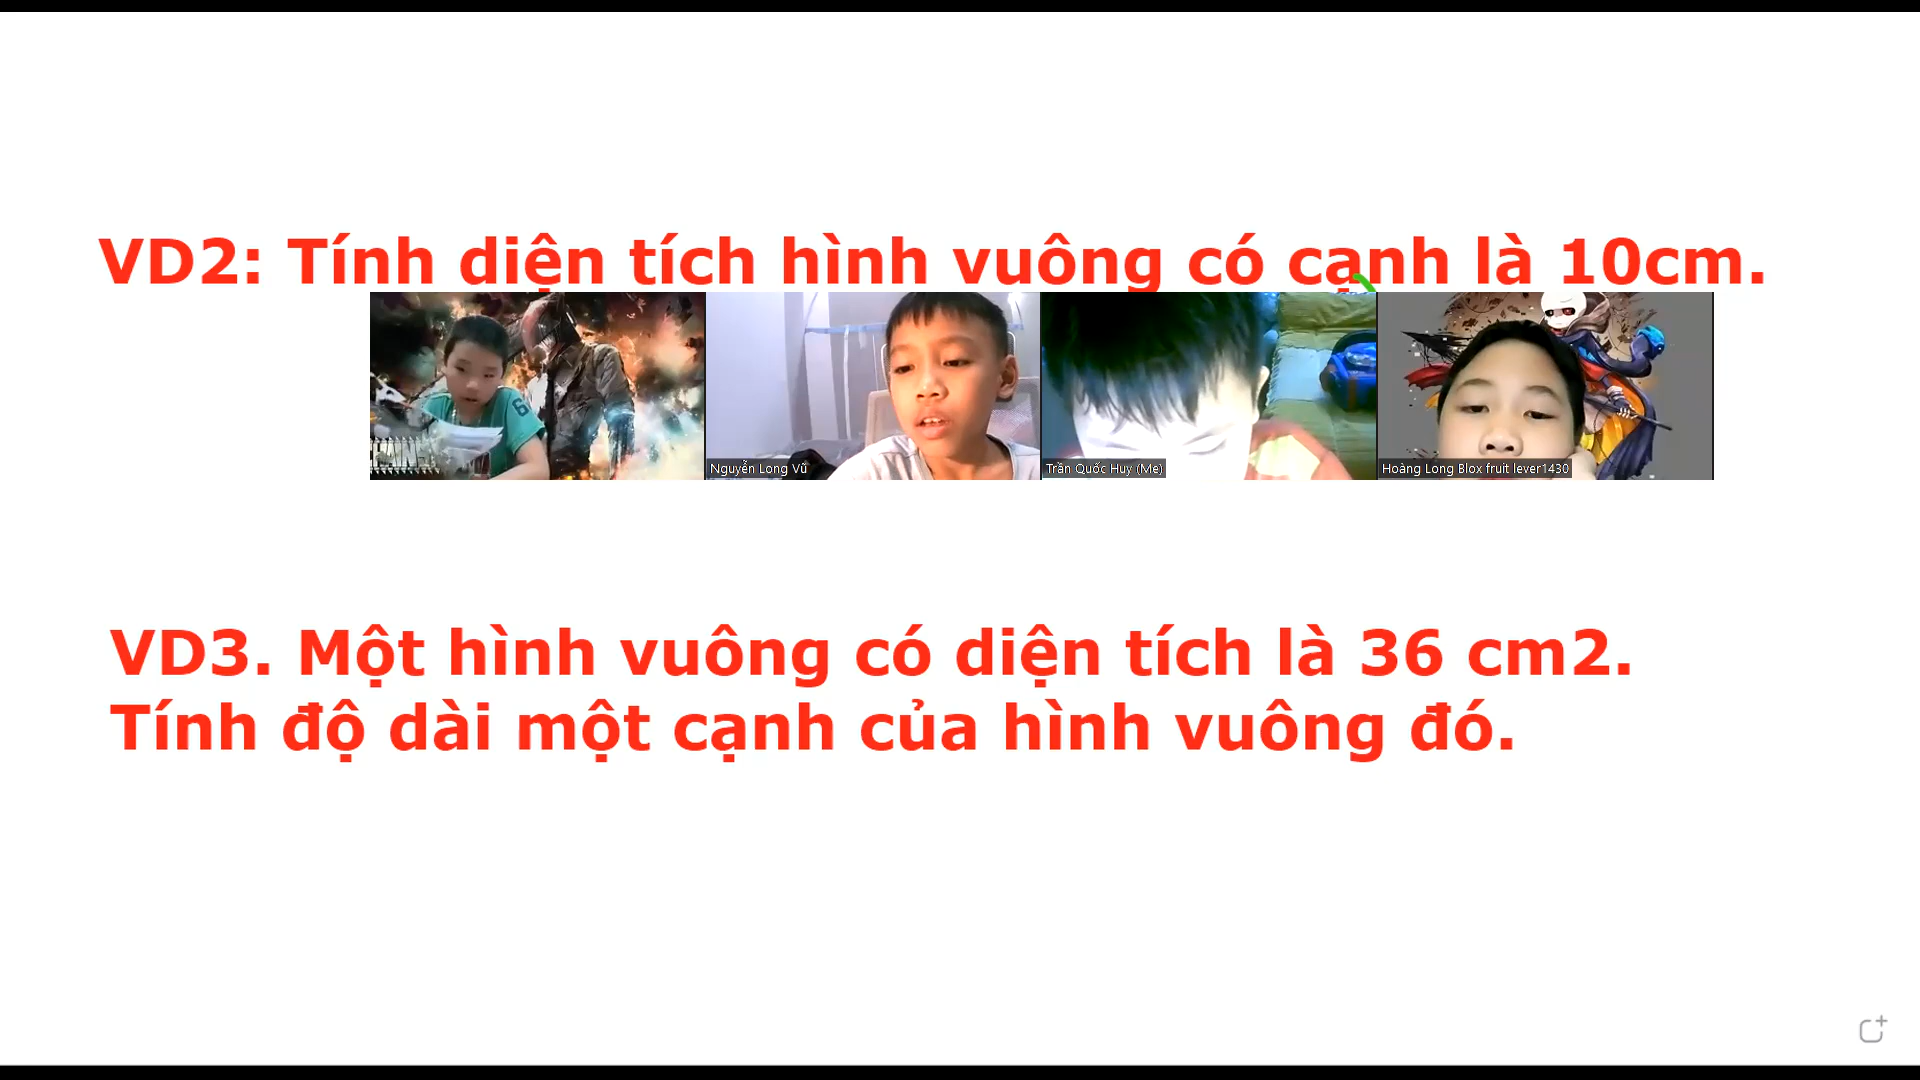 VD2: Tính diện tích hình vuông có cạnh là 10cm.
6
Nguyễn Long Vũ
Trần Quốc Huy (Me)
Hoàng Long Blox fruit lever1430
VD3. Một hình vuông có diện tích là 36 cm2.
Tính độ dài một cạnh của hình vuông đó.